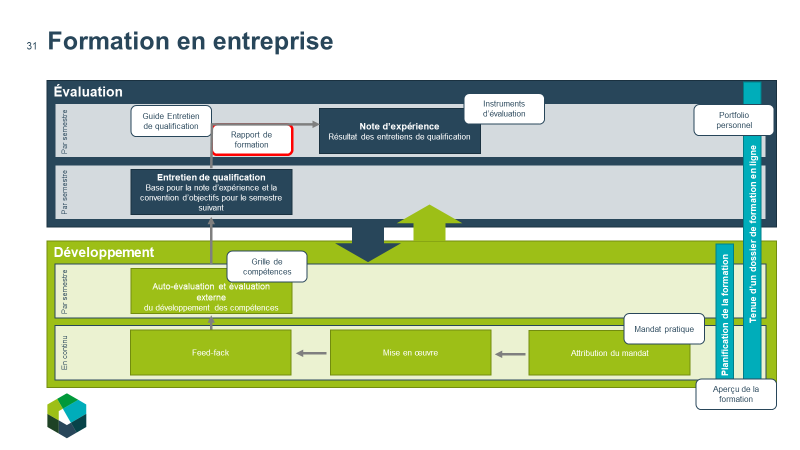 31
Formation en entreprise
Évaluation
Par semestre
Guide Entretien
de qualification
Rapport de
formation
Note d'expérience
Résultat des entretiens de qualification
Instruments
d'évaluation
Portfolio
personnel
Par semestre
Entretien de qualification
Base pour la note d'expérience et la
convention d'objectifs pour le semestre
suivant
Tenue d'un dossier de formation en ligne
Développement
Planification de la formation
Par semestre
Grille de
compétences
Auto-évaluation et évaluation
externe
du développement des compétences
En continu
Feed-fack
Mise en œuvre
Attribution du mandat
Mandat pratique
Aperçu de la
formation